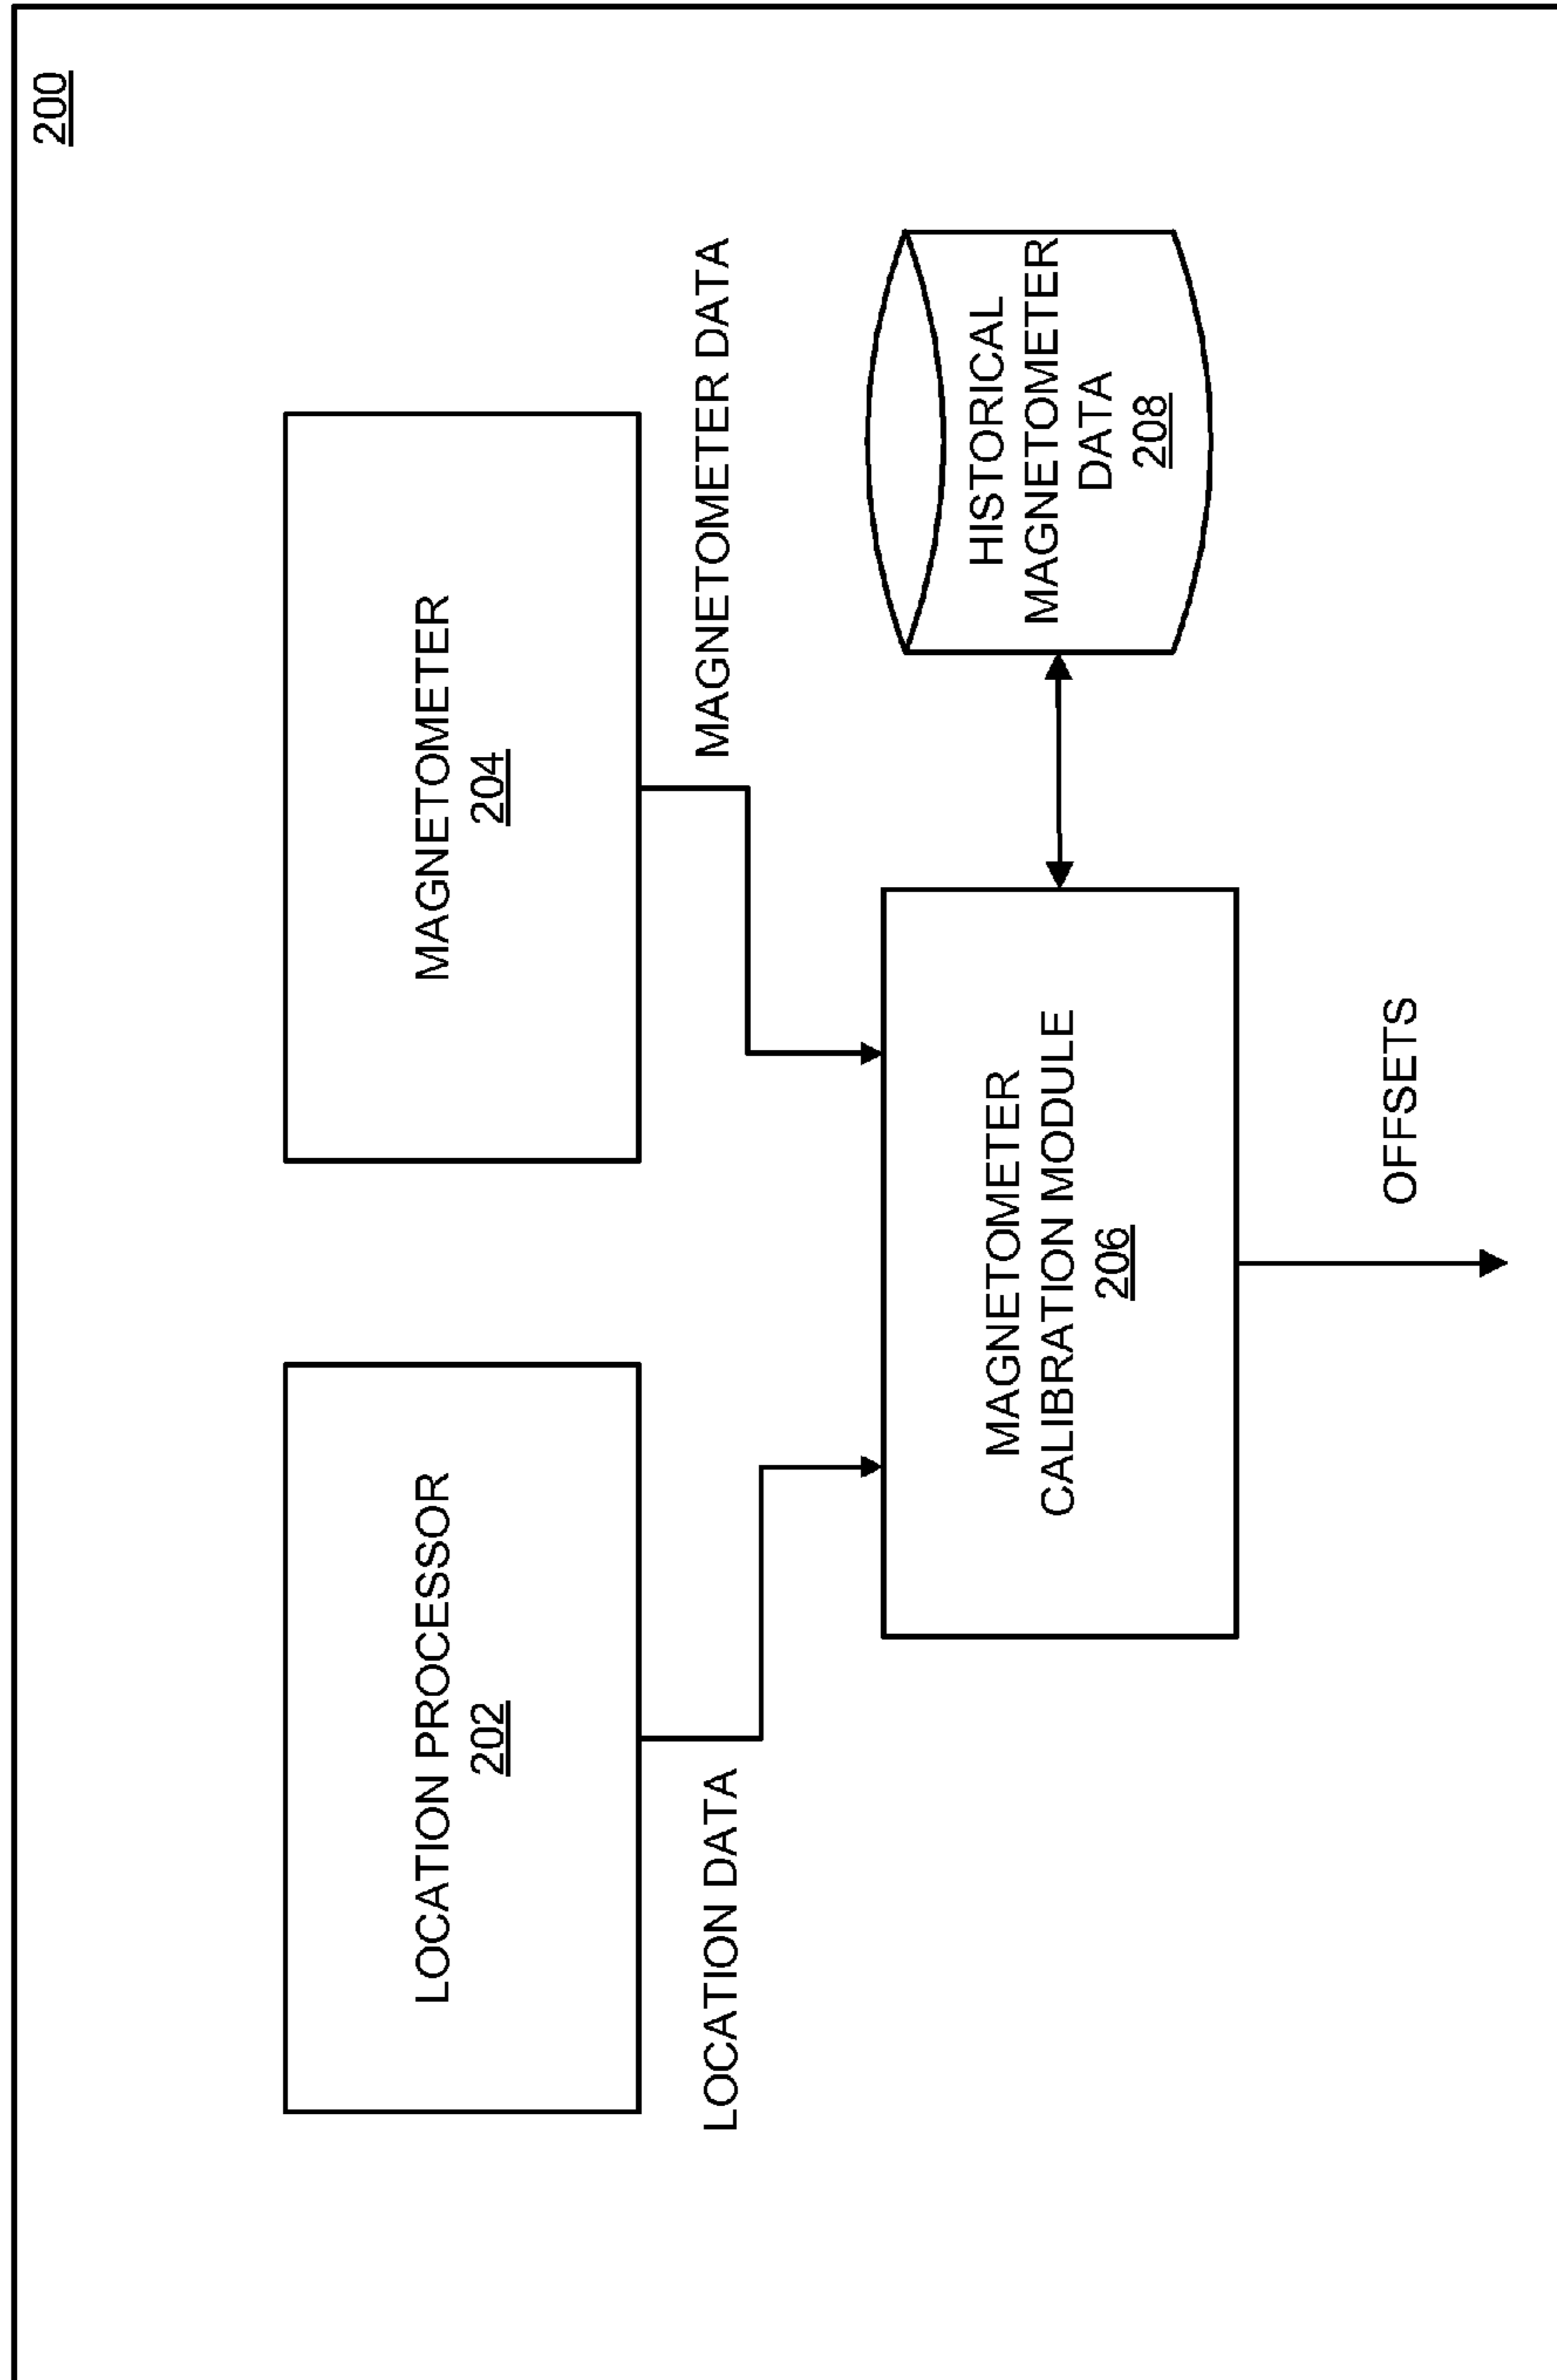 200
LOCATION PROCESSOR
202
MAGNETOMETER
204
LOCATION DATA
MAGNETOMETER DATA
MAGNETOMETER
CALIBRATION MODULE
206
HISTORICAL
MAGNETOMETER
DATA
208
OFFSETS